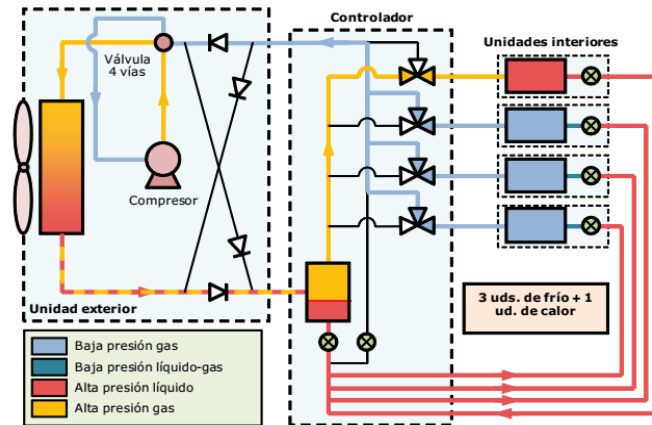 Controlador
Válvula
4 vías
Unidades interiores
Compresor
Unidad exterior
3 uds. de frío + 1
ud. de calor
Baja presión gas
Baja presión líquido-gas
Alta presión líquido
Alta presión gas